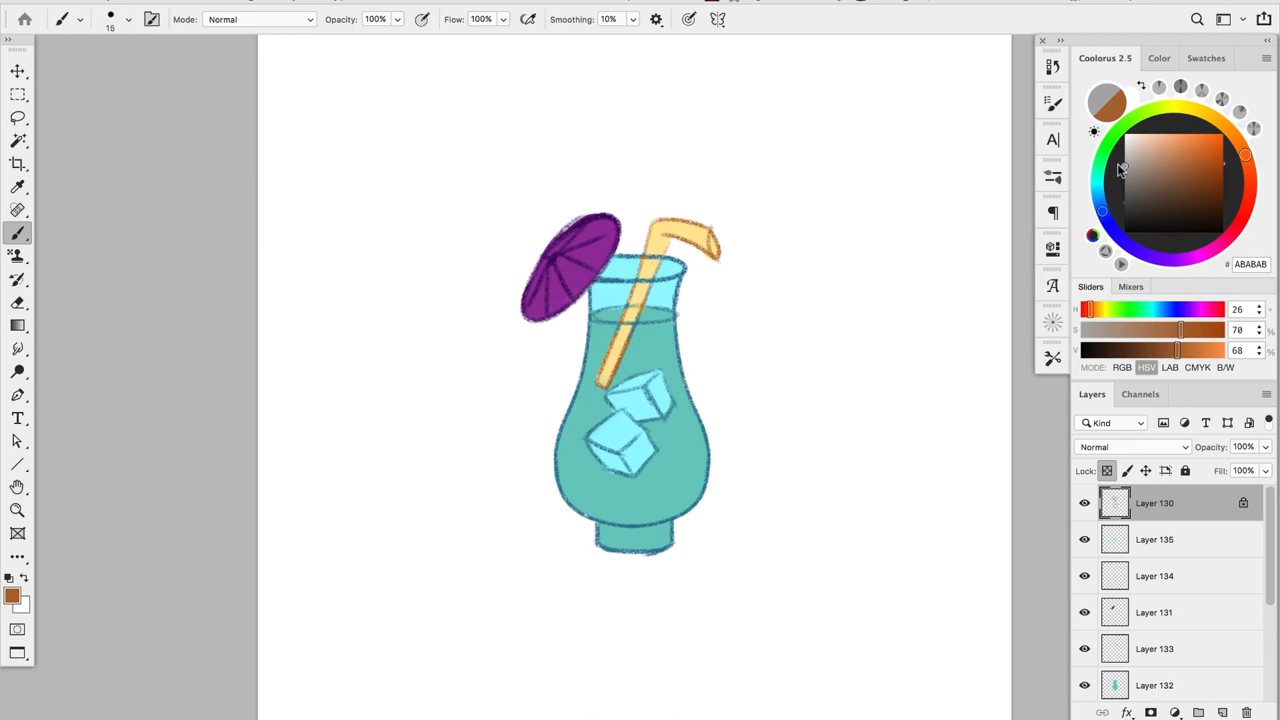 Mode: Normal Opacity: 100% Flow: 100% Smoothing: 10%
15
Coolorus 2.5 Color Swatches
# ABABAB
Sliders Mixers
H 26 °
S 70 %
V 68 %
MODE: RGB HSV LAB CMYK B/W
Layers Channels
Kind
Normal Opacity: 100%
Lock: Fill: 100%
Layer 130
Layer 135
Layer 134
Layer 131
Layer 133
Layer 132